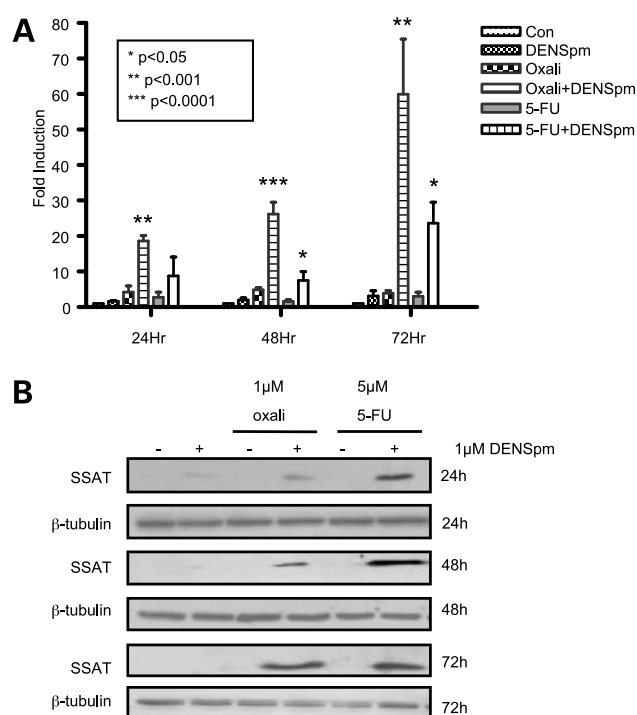 A
Fold Induction
80
70
60
50
40
30
20
10
0
* p<0.05
** p<0.001
*** p<0.0001
**
***
*
**
*
24Hr
48Hr
72Hr
Con
DENSpm
Oxali
Oxali+DENSpm
5-FU
5-FU+DENSpm
B
1µM
oxali
5µM
5-FU
- + - + - + 1µM DENSpm
SSAT 24h
β-tubulin 24h
SSAT 48h
β-tubulin 48h
SSAT 72h
β-tubulin 72h